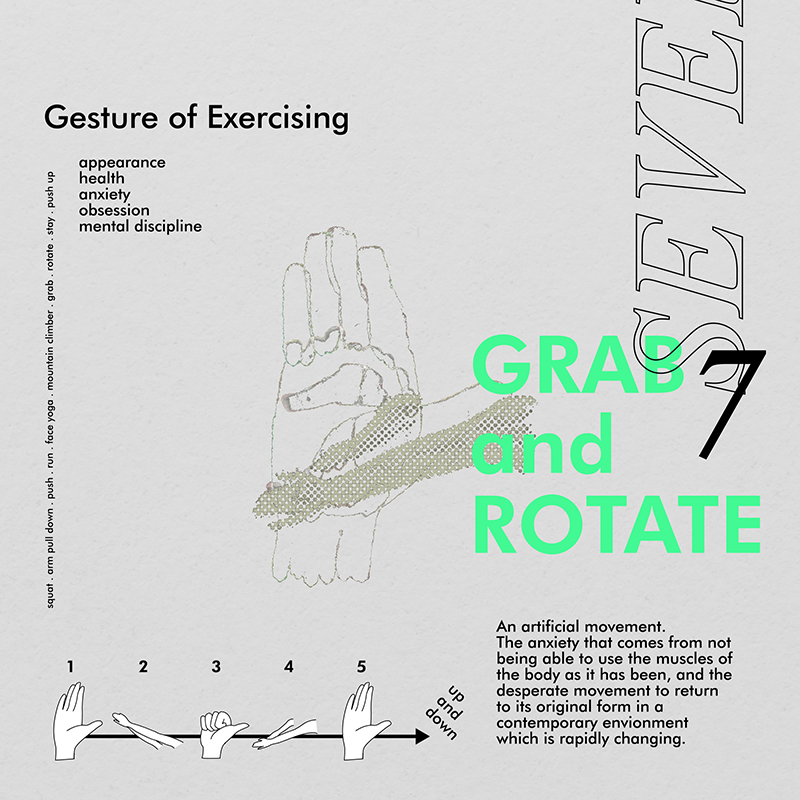 SEVEN
Gesture of Exercising
appearance
health
anxiety
obsession
mental discipline
squat . arm pull down . push . run . face yoga . mountain climber . grab . rotate . stay . push up
GRAB
7
and
ROTATE
An artificial movement.
The anxiety that comes from not
being able to use the muscles of
the body as it has been, and the
desperate movement to return
to its original form in a
contemporary envionment
which is rapidly changing.
1 2 3 4 5
up
and
down